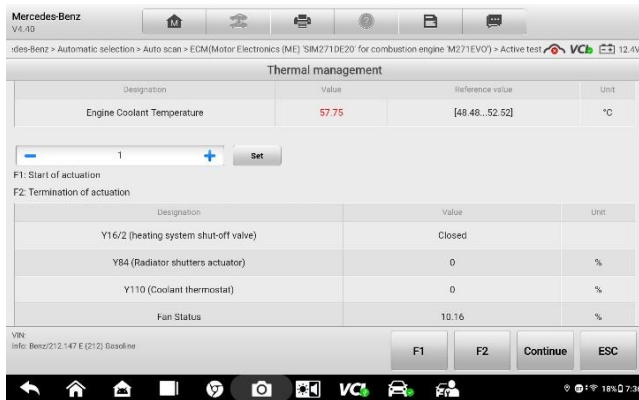 Mercedes-Benz
V4.40
des-Benz > Automatic selection > Auto scan > ECM(Motor Electronics (ME) 'SIM271DE20' for combustion engine 'M271EVO') > Active test VCI 12.4V
Thermal management
Designation Value Reference value Unit
Engine Coolant Temperature 57.75 [48.48...52.52] °C
− 1 + Set
F1: Start of actuation
F2: Termination of actuation
Designation Value Unit
Y16/2 (heating system shut-off valve) Closed
Y84 (Radiator shutters actuator) 0 %
Y110 (Coolant thermostat) 0 %
Fan Status 10.16 %
VIN:
Info: Benz/212.147 E (212) Gasoline
F1 F2 Continue ESC
VCI 18% 7:3